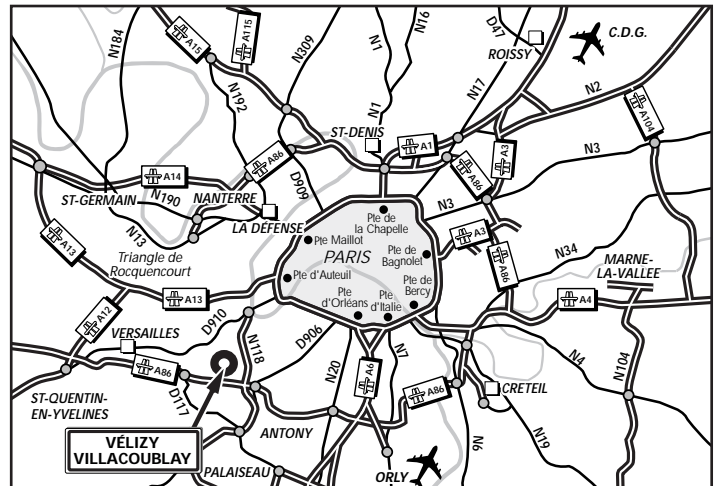 N184
A15
A115
N309
N1
N16
D47
ROISSY
C.D.G.
N192
N1
N17
N2
A104
ST-DENIS
A1
A3
N3
A86
D909
A86
A14
ST-GERMAIN
N190
NANTERRE
N13
LA DÉFENSE
N3
A3
A13
Triangle de
Rocquencourt
Pte Maillot
Pte de
la Chapelle
PARIS
Pte de
Bagnolet
Pte d'Auteuil
Pte de
Bercy
Pte
d'Orléans
Pte
d'Italie
A86
N34
MARNE-
LA-VALLEE
A13
A4
A12
D910
VERSAILLES
N118
D906
N20
A6
N7
A86
D117
A86
CRETEIL
N4
N104
ST-QUENTIN-
EN-YVELINES
VÉLIZY
VILLACOUBLAY
ANTONY
PALAISEAU
ORLY
N6
N19